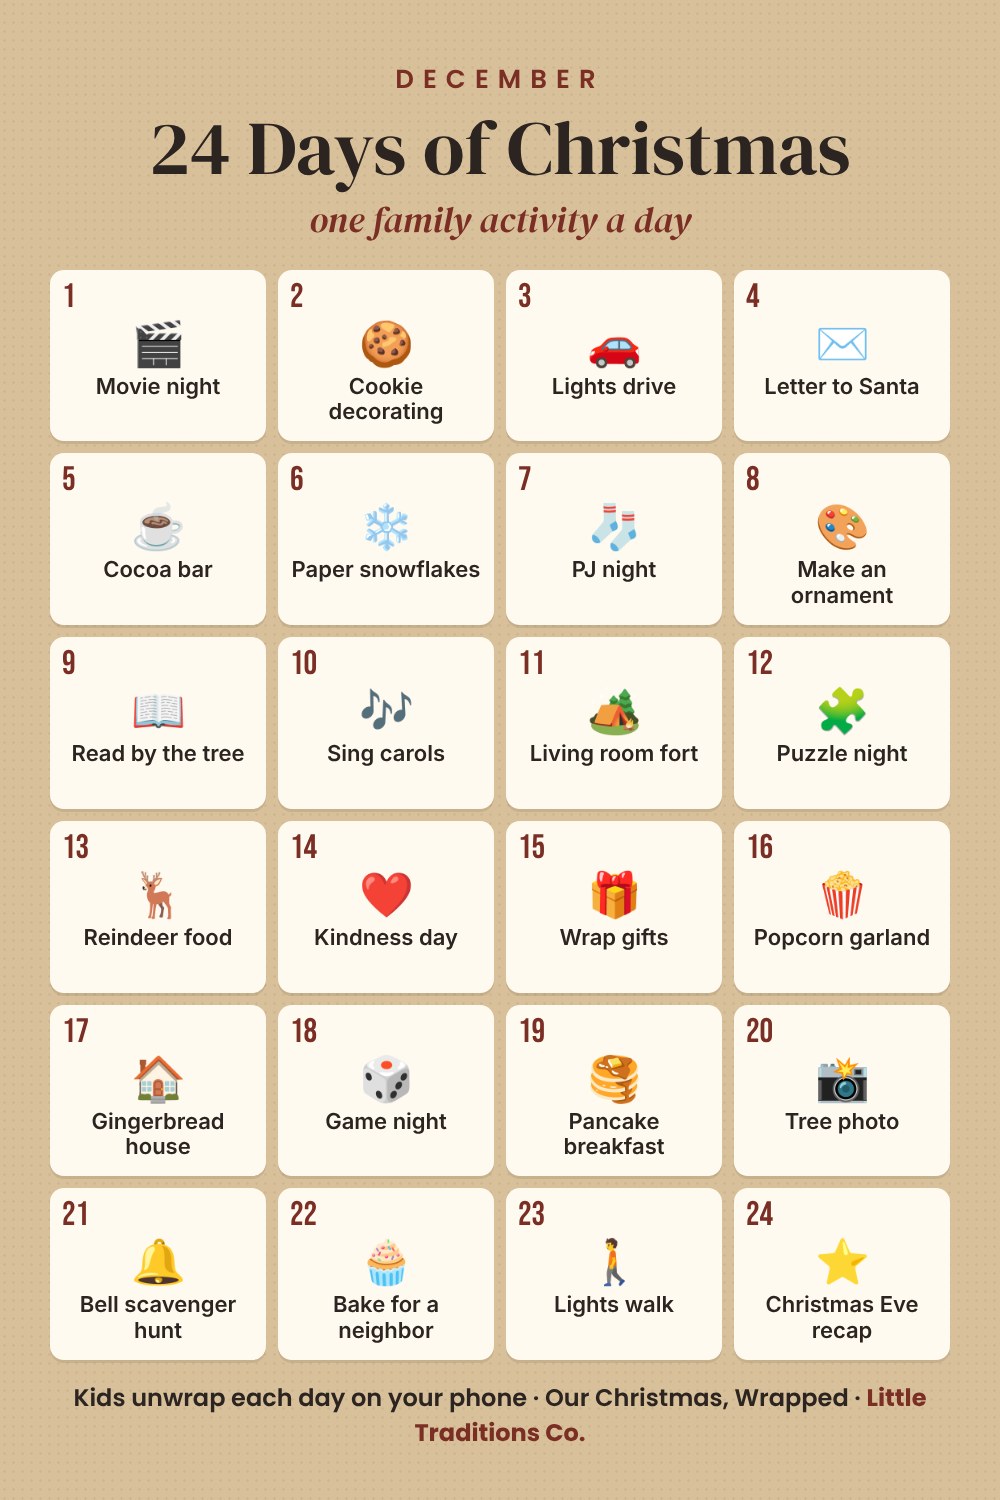 DECEMBER
24 Days of Christmas
one family activity a day
1
Movie night
2
Cookie
decorating
3
Lights drive
4
Letter to Santa
5
Cocoa bar
6
Paper snowflakes
7
PJ night
8
Make an
ornament
9
Read by the tree
10
Sing carols
11
Living room fort
12
Puzzle night
13
Reindeer food
14
Kindness day
15
Wrap gifts
16
Popcorn garland
17
Gingerbread
house
18
Game night
19
Pancake
breakfast
20
Tree photo
21
Bell scavenger
hunt
22
Bake for a
neighbor
23
Lights walk
24
Christmas Eve
recap
Kids unwrap each day on your phone · Our Christmas, Wrapped · Little
Traditions Co.